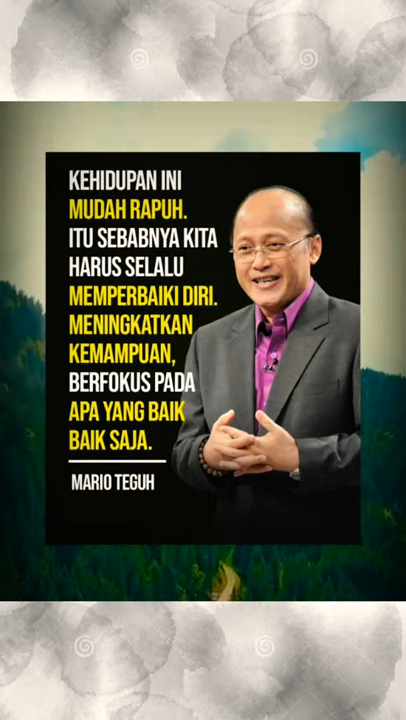 KEHIDUPAN INI
MUDAH RAPUH.
ITU SEBABNYA KITA
HARUS SELALU
MEMPERBAIKI DIRI.
MENINGKATKAN
KEMAMPUAN,
BERFOKUS PADA
APA YANG BAIK
BAIK SAJA.
MARIO TEGUH